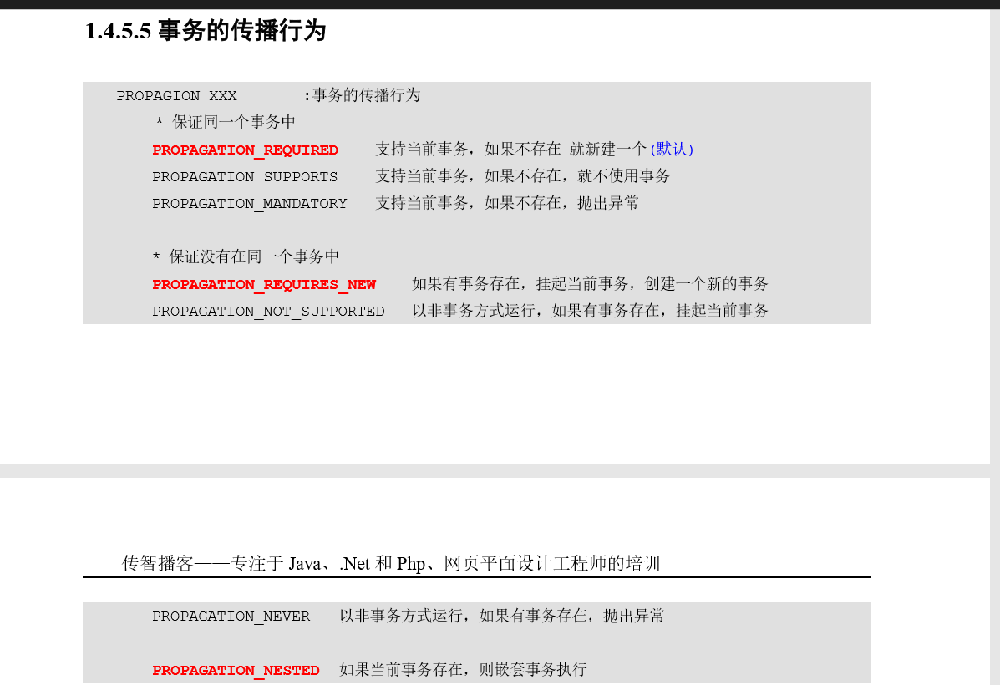 1.4.5.5 事务的传播行为
PROPAGION_XXX :事务的传播行为
* 保证同一个事务中
PROPAGATION_REQUIRED 支持当前事务，如果不存在 就新建一个(默认)
PROPAGATION_SUPPORTS 支持当前事务，如果不存在，就不使用事务
PROPAGATION_MANDATORY 支持当前事务，如果不存在，抛出异常
* 保证没有在同一个事务中
PROPAGATION_REQUIRES_NEW 如果有事务存在，挂起当前事务，创建一个新的事务
PROPAGATION_NOT_SUPPORTED 以非事务方式运行，如果有事务存在，挂起当前事务
传智播客——专注于 Java、.Net 和 Php、网页平面设计工程师的培训
PROPAGATION_NEVER 以非事务方式运行，如果有事务存在，抛出异常
PROPAGATION_NESTED 如果当前事务存在，则嵌套事务执行